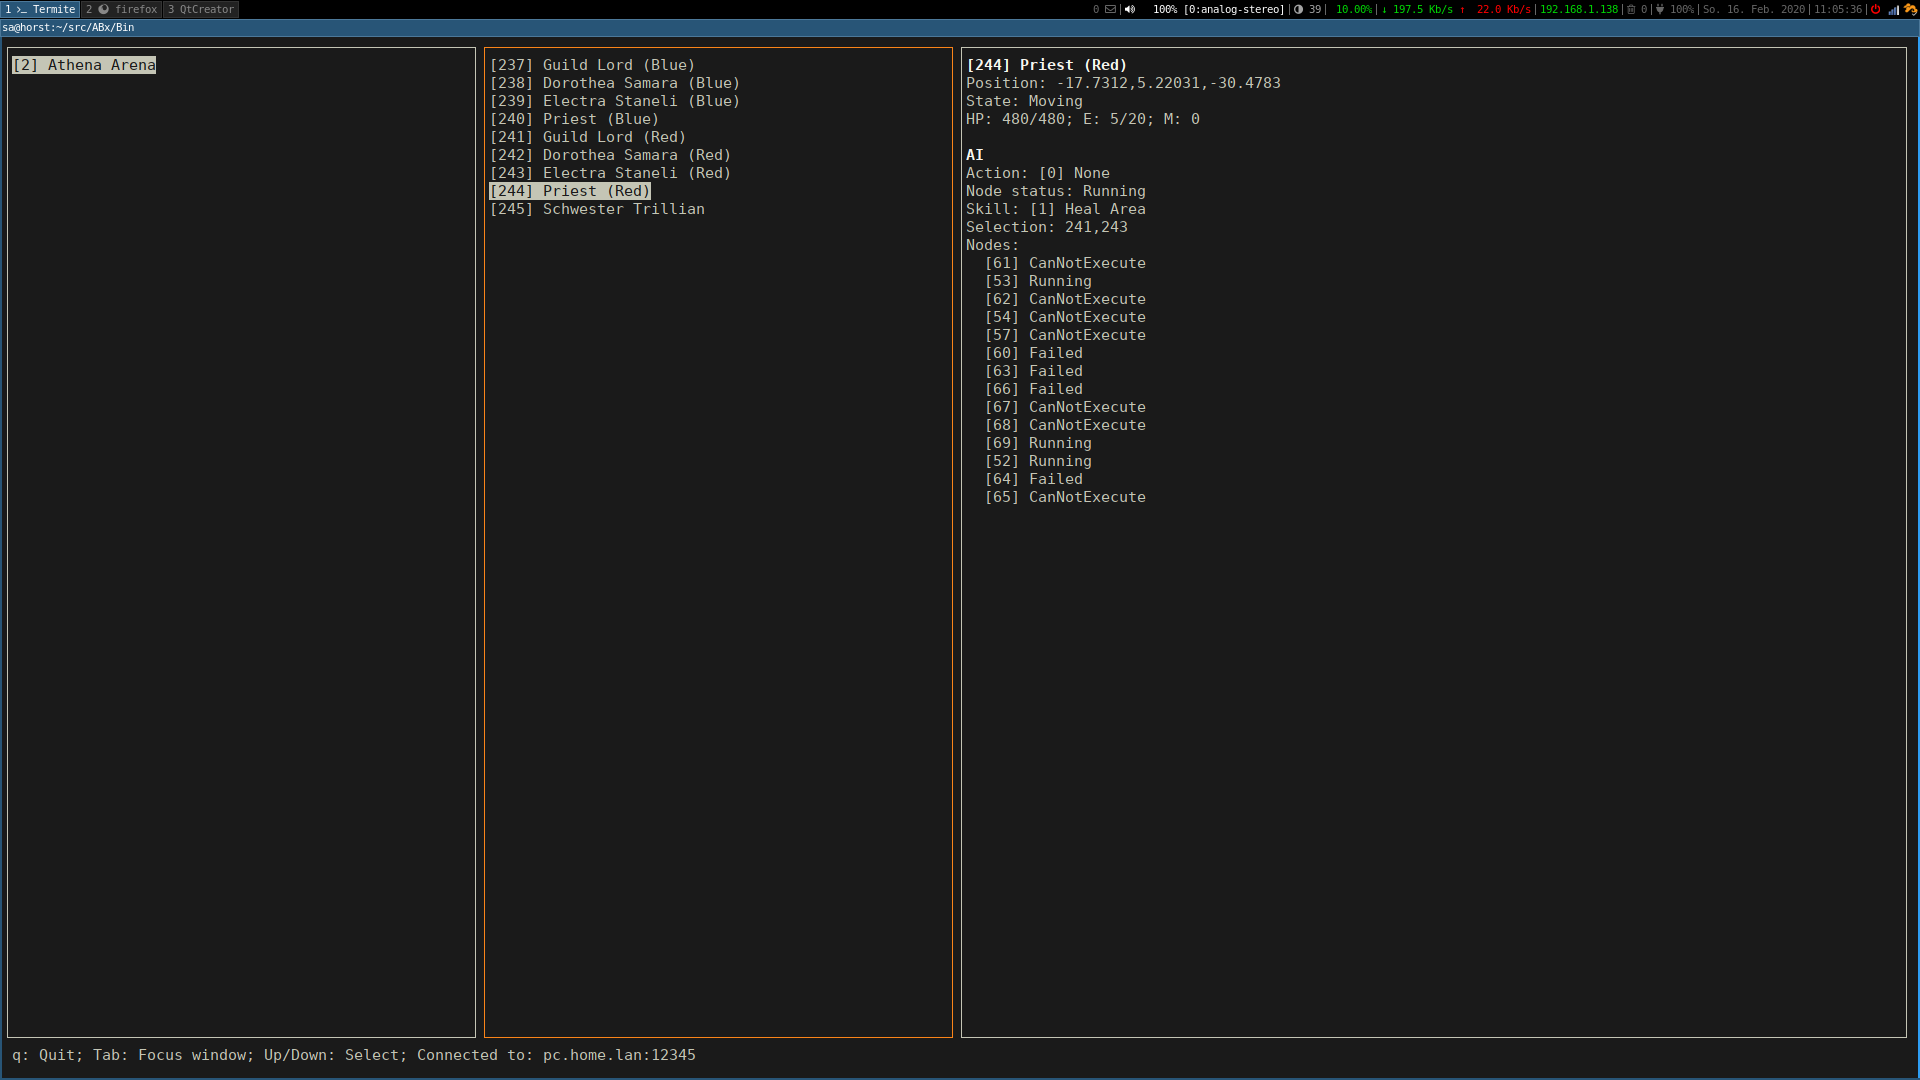 1 >_ Termite 2 firefox 3 QtCreator 0 100% [0:analog-stereo] 39 10.00% ↓ 197.5 Kb/s ↑ 22.0 Kb/s 192.168.1.138 0 100% So. 16. Feb. 2020 11:05:36
sa@horst:~/src/ABx/Bin
[2] Athena Arena
[237] Guild Lord (Blue)
[238] Dorothea Samara (Blue)
[239] Electra Staneli (Blue)
[240] Priest (Blue)
[241] Guild Lord (Red)
[242] Dorothea Samara (Red)
[243] Electra Staneli (Red)
[244] Priest (Red)
[245] Schwester Trillian
[244] Priest (Red)
Position: -17.7312,5.22031,-30.4783
State: Moving
HP: 480/480; E: 5/20; M: 0
AI
Action: [0] None
Node status: Running
Skill: [1] Heal Area
Selection: 241,243
Nodes:
[61] CanNotExecute
[53] Running
[62] CanNotExecute
[54] CanNotExecute
[57] CanNotExecute
[60] Failed
[63] Failed
[66] Failed
[67] CanNotExecute
[68] CanNotExecute
[69] Running
[52] Running
[64] Failed
[65] CanNotExecute
q: Quit; Tab: Focus window; Up/Down: Select; Connected to: pc.home.lan:12345